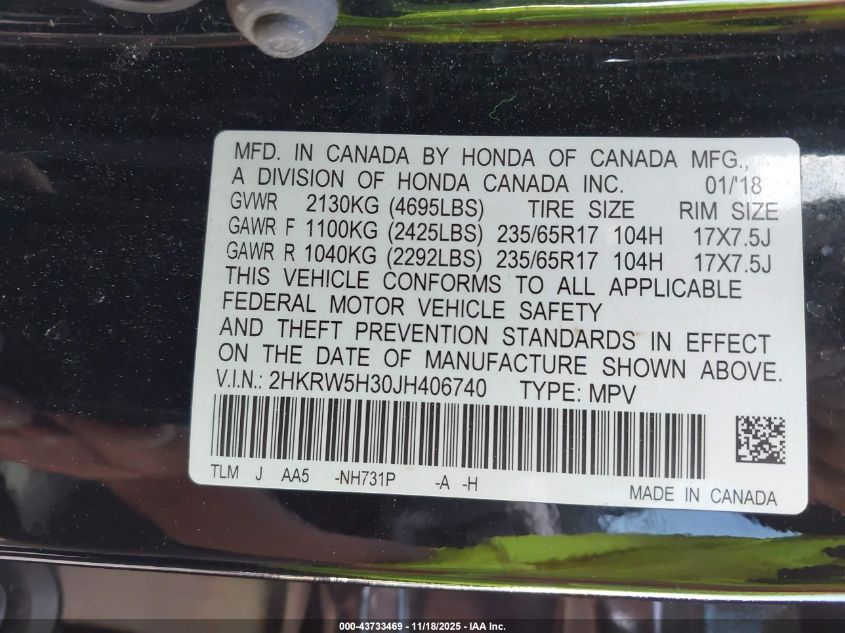 MFD. IN CANADA BY HONDA OF CANADA MFG.,
A DIVISION OF HONDA CANADA INC. 01/'18
GVWR 2130KG (4695LBS) TIRE SIZE RIM SIZE
GAWR F 1100KG (2425LBS) 235/65R17 104H 17X7.5J
GAWR R 1040KG (2292LBS) 235/65R17 104H 17X7.5J
THIS VEHICLE CONFORMS TO ALL APPLICABLE
FEDERAL MOTOR VEHICLE SAFETY
AND THEFT PREVENTION STANDARDS IN EFFECT
ON THE DATE OF MANUFACTURE SHOWN ABOVE.
V.I.N.: 2HKRW5H30JH406740 TYPE: MPV
TLM J AA5 -NH731P -A -H
MADE IN CANADA
000-43733469 - 11/18/2025 - IAA Inc.